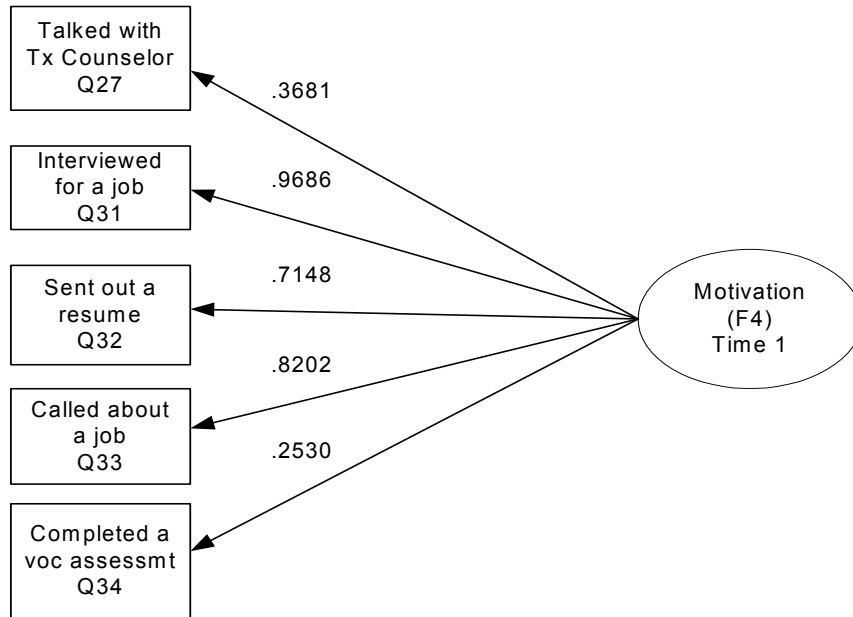 Talked with
Tx Counselor
Q27
.3681
Interviewed
for a job
Q31
.9686
Sent out a
resume
Q32
.7148
Called about
a job
Q33
.8202
Completed a
voc assessmt
Q34
.2530
Motivation
(F4)
Time 1